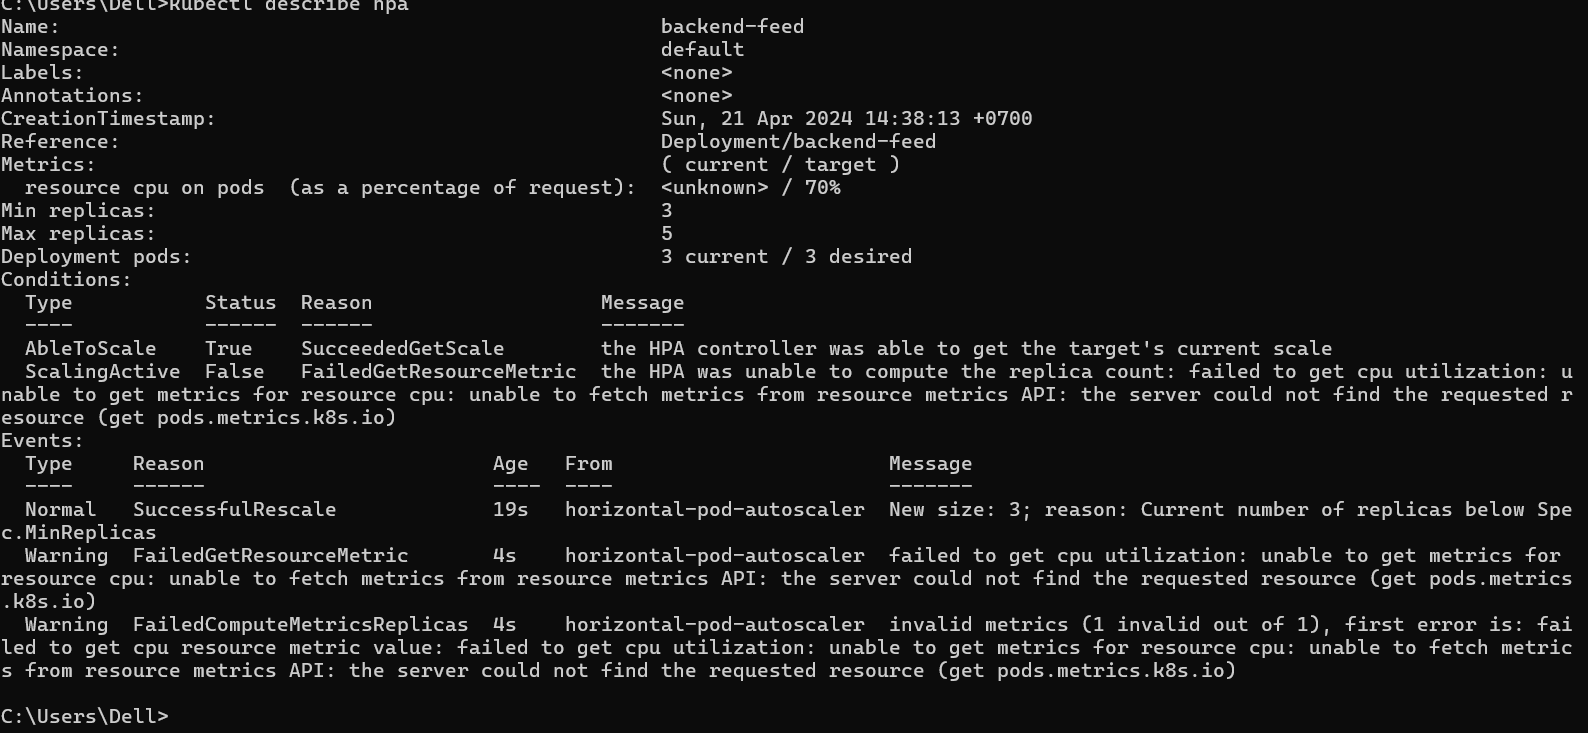 C:\Users\Dell>kubectl describe hpa
Name:                                                  backend-feed
Namespace:                                             default
Labels:                                                <none>
Annotations:                                           <none>
CreationTimestamp:                                     Sun, 21 Apr 2024 14:38:13 +0700
Reference:                                             Deployment/backend-feed
Metrics:                                               ( current / target )
  resource cpu on pods  (as a percentage of request):  <unknown> / 70%
Min replicas:                                          3
Max replicas:                                          5
Deployment pods:                                       3 current / 3 desired
Conditions:
  Type           Status  Reason                   Message
  ----           ------  ------                   -------
  AbleToScale    True    SucceededGetScale        the HPA controller was able to get the target's current scale
  ScalingActive  False   FailedGetResourceMetric  the HPA was unable to compute the replica count: failed to get cpu utilization: u
nable to get metrics for resource cpu: unable to fetch metrics from resource metrics API: the server could not find the requested r
esource (get pods.metrics.k8s.io)
Events:
  Type     Reason                        Age   From                       Message
  ----     ------                        ----  ----                       -------
  Normal   SuccessfulRescale             19s   horizontal-pod-autoscaler  New size: 3; reason: Current number of replicas below Spe
c.MinReplicas
  Warning  FailedGetResourceMetric       4s    horizontal-pod-autoscaler  failed to get cpu utilization: unable to get metrics for
resource cpu: unable to fetch metrics from resource metrics API: the server could not find the requested resource (get pods.metrics
.k8s.io)
  Warning  FailedComputeMetricsReplicas  4s    horizontal-pod-autoscaler  invalid metrics (1 invalid out of 1), first error is: fai
led to get cpu resource metric value: failed to get cpu utilization: unable to get metrics for resource cpu: unable to fetch metric
s from resource metrics API: the server could not find the requested resource (get pods.metrics.k8s.io)
C:\Users\Dell>